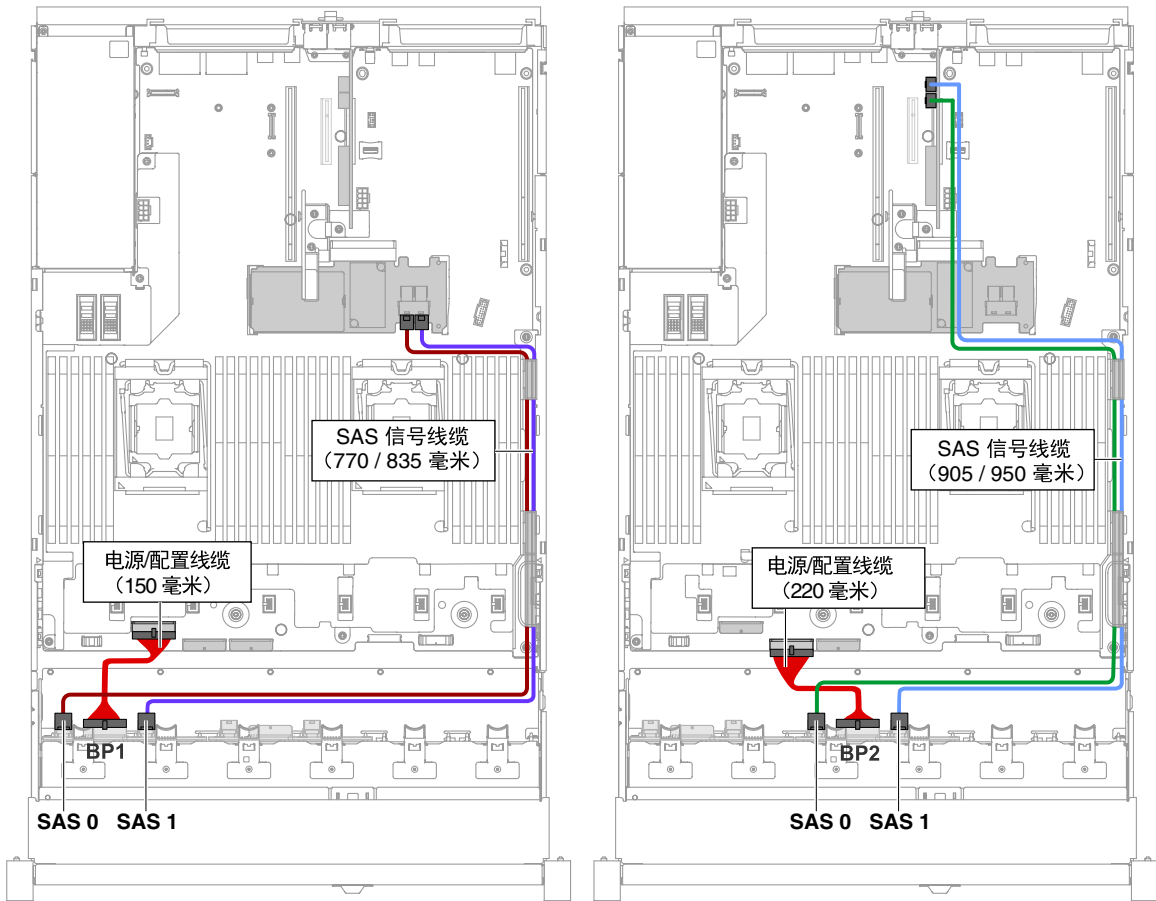 SAS 信号线缆
（770 / 835 毫米）
电源/配置线缆
（150 毫米）
BP1
SAS 0
SAS 1
SAS 信号线缆
（905 / 950 毫米）
电源/配置线缆
（220 毫米）
BP2
SAS 0
SAS 1